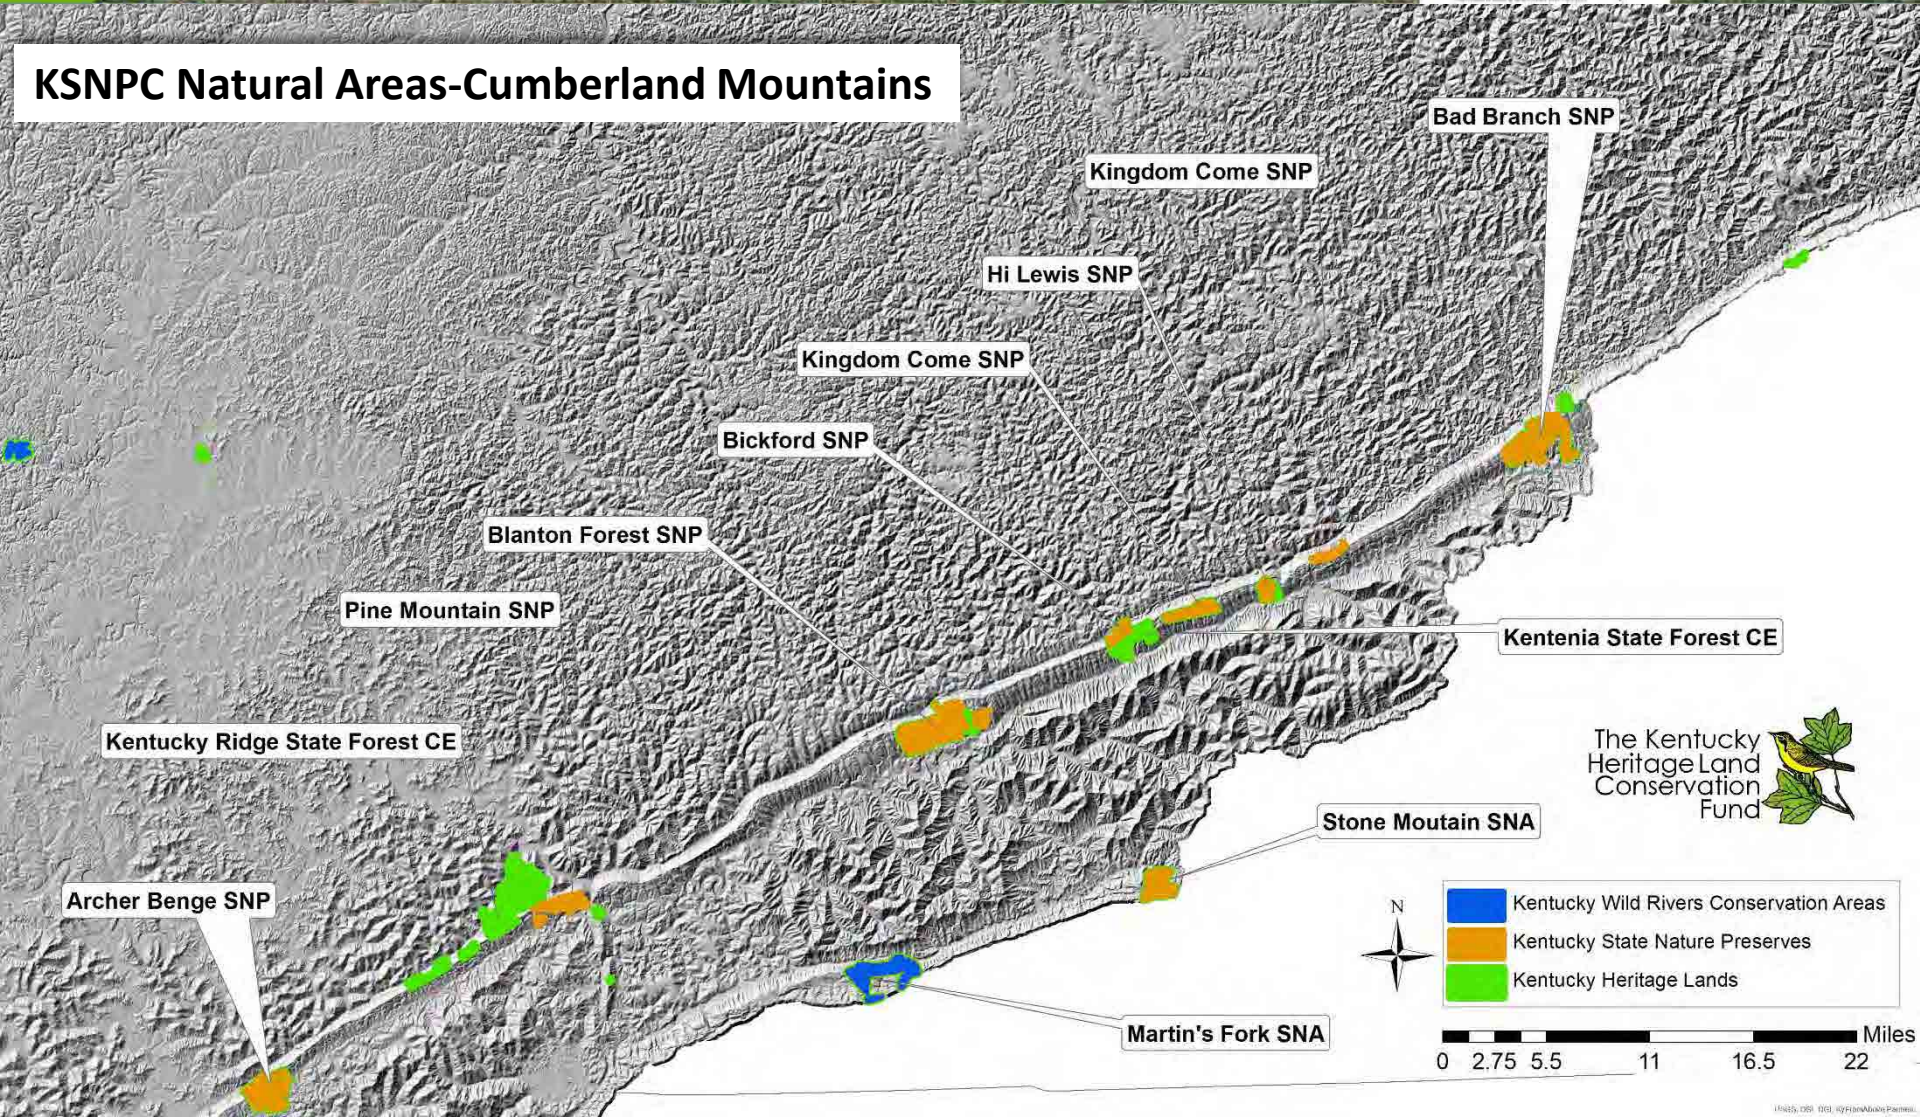 KSNPC Natural Areas-Cumberland Mountains
Bad Branch SNP
Kingdom Come SNP
Hi Lewis SNP
Kingdom Come SNP
Bickford SNP
Blanton Forest SNP
Pine Mountain SNP
Kentenia State Forest CE
Kentucky Ridge State Forest CE
The Kentucky
Heritage Land
Conservation
Fund
Stone Moutain SNA
Archer Benge SNP
N
Kentucky Wild Rivers Conservation Areas
Kentucky State Nature Preserves
Kentucky Heritage Lands
Martin's Fork SNA
Miles
0 2.75 5.5 11 16.5 22